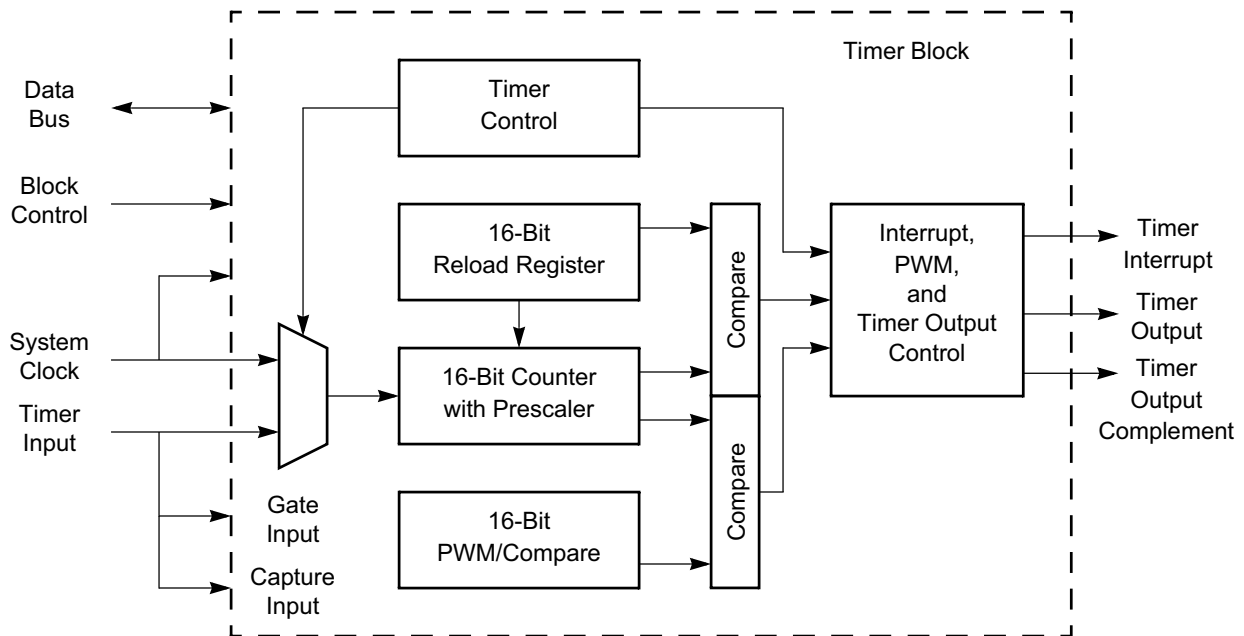 Timer Block
Data
Bus
Block
Control
System
Clock
Timer
Input
Gate
Input
Capture
Input
Timer
Control
16-Bit
Reload Register
16-Bit Counter
with Prescaler
16-Bit
PWM/Compare
Compare
Compare
Interrupt,
PWM,
and
Timer Output
Control
Timer
Interrupt
Timer
Output
Timer
Output
Complement